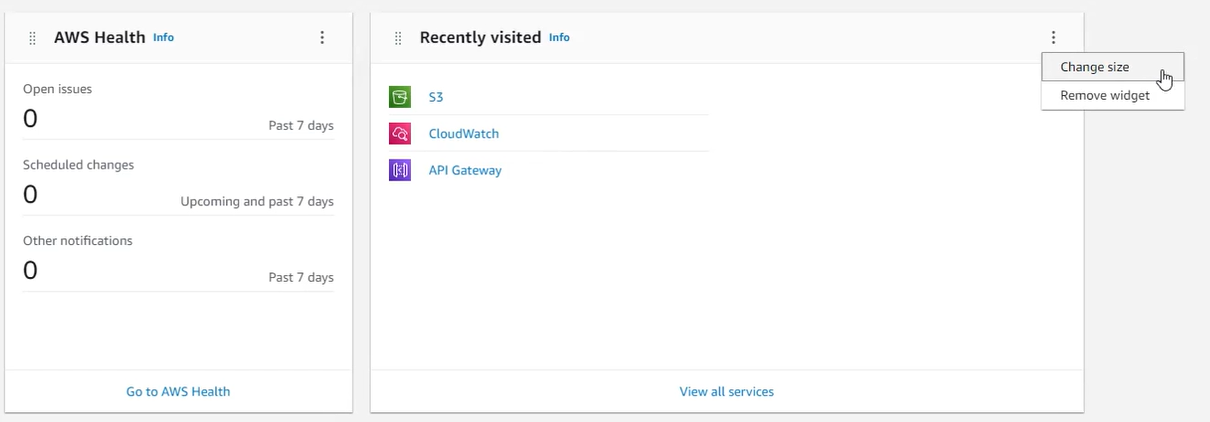 AWS Health Info
Open issues
0
Past 7 days
Scheduled changes
0
Upcoming and past 7 days
Other notifications
0
Past 7 days
Go to AWS Health
Recently visited Info
Change size
Remove widget
S3
CloudWatch
API Gateway
View all services